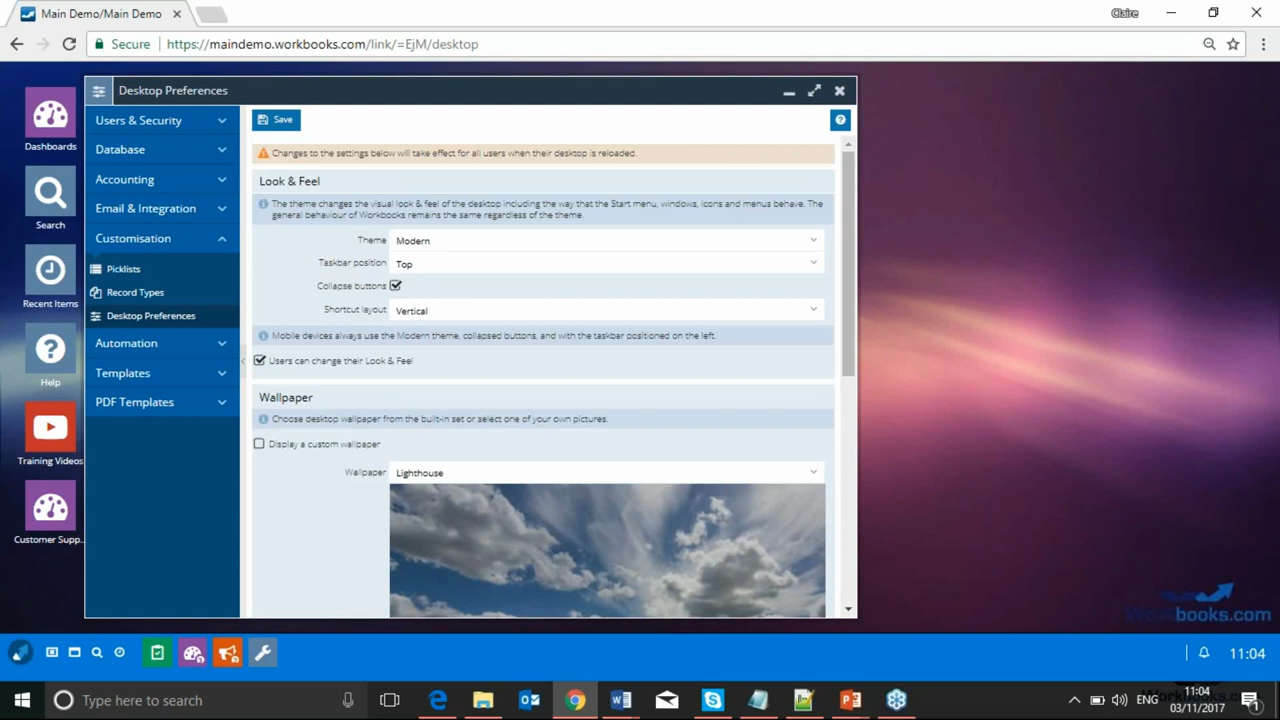 Main Demo/Main Demo
Claire
Secure
https://maindemo.workbooks.com/link/=EjM/desktop
Desktop Preferences
Dashboards
Search
Recent Items
Help
Training Videos
Customer Supp...
Users & Security
Database
Accounting
Email & Integration
Customisation
Picklists
Record Types
Desktop Preferences
Automation
Templates
PDF Templates
Save
Changes to the settings below will take effect for all users when their desktop is reloaded.
Look & Feel
The theme changes the visual look & feel of the desktop including the way that the Start menu, windows, icons and menus behave. The
general behaviour of Workbooks remains the same regardless of the theme.
Theme Modern
Taskbar position Top
Collapse buttons
Shortcut layout Vertical
Mobile devices always use the Modern theme, collapsed buttons, and with the taskbar positioned on the left.
Users can change their Look & Feel
Wallpaper
Choose desktop wallpaper from the built-in set or select one of your own pictures.
Display a custom wallpaper
Wallpaper Lighthouse
Workbooks.com
11:04
Type here to search
ENG
11:04
03/11/2017